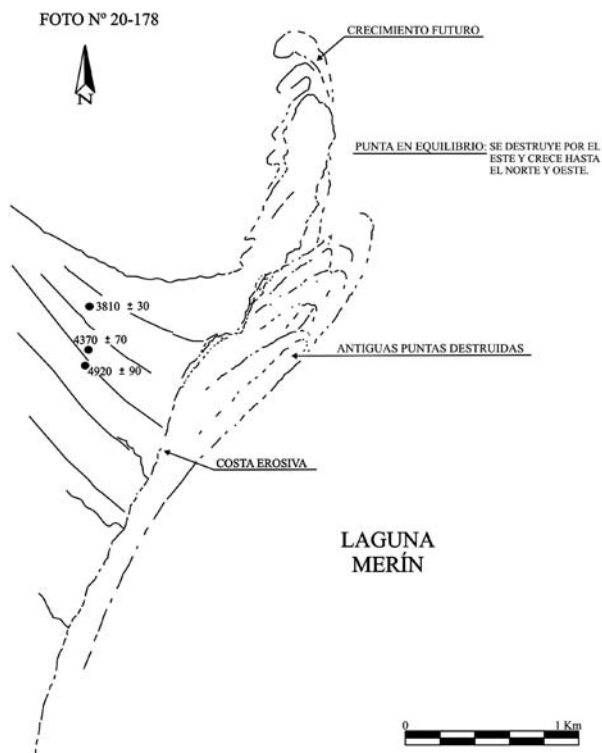 FOTO Nº 20-178
N
CRECIMIENTO FUTURO
PUNTA EN EQUILIBRIO: SE DESTRUYE POR EL
ESTE Y CRECE HASTA
EL NORTE Y OESTE.
3810 ± 30
4370 ± 70
4920 ± 90
ANTIGUAS PUNTAS DESTRUIDAS
COSTA EROSIVA
LAGUNA
MERÍN
0 1 Km